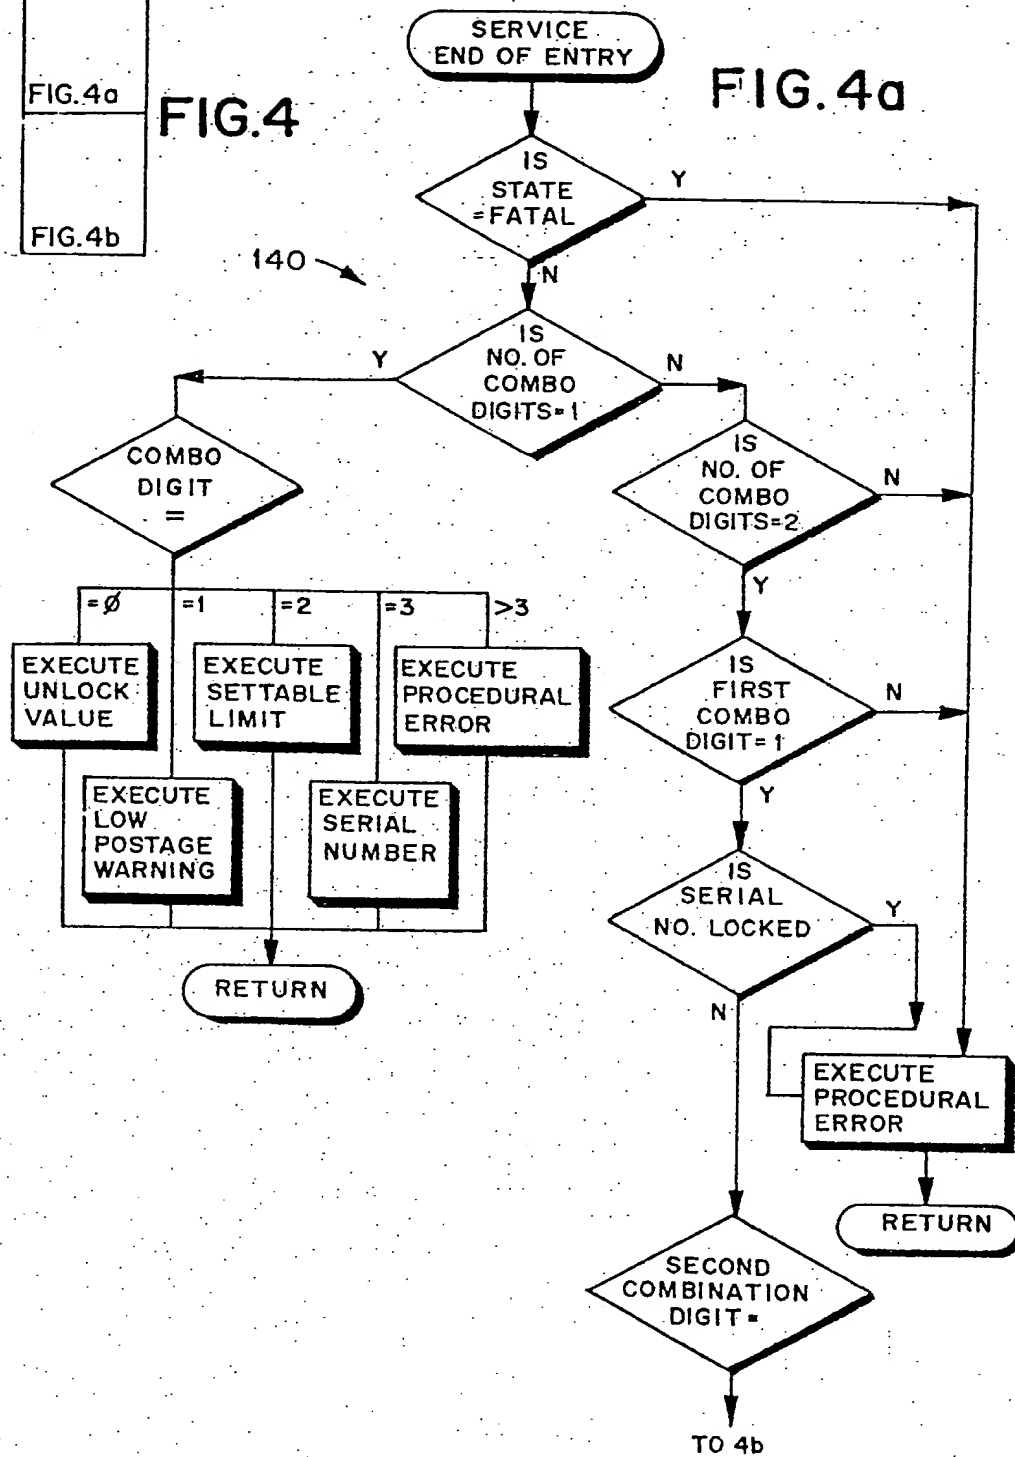 FIG.4a
FIG.4b
FIG.4
FIG.4a
SERVICE
END OF ENTRY
IS
STATE
=FATAL
Y
N
140
IS
NO. OF
COMBO
DIGITS=1
Y
N
COMBO
DIGIT
=
=Ø
=1
=2
=3
>3
EXECUTE
UNLOCK
VALUE
EXECUTE
SETTABLE
LIMIT
EXECUTE
PROCEDURAL
ERROR
EXECUTE
LOW
POSTAGE
WARNING
EXECUTE
SERIAL
NUMBER
RETURN
IS
NO. OF
COMBO
DIGITS=2
N
Y
IS
FIRST
COMBO
DIGIT=1
N
Y
IS
SERIAL
NO. LOCKED
Y
N
EXECUTE
PROCEDURAL
ERROR
RETURN
SECOND
COMBINATION
DIGIT=
TO 4b